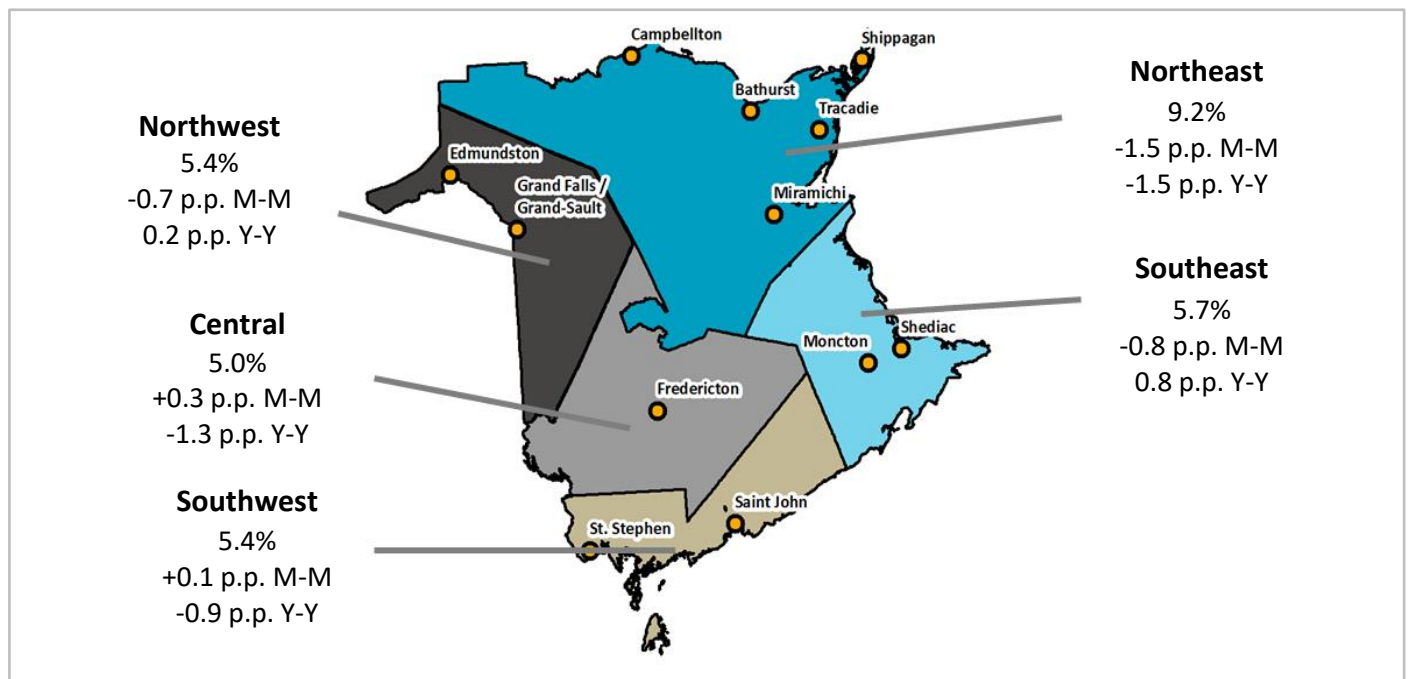 Northwest
5.4%
-0.7 p.p. M-M
0.2 p.p. Y-Y
Central
5.0%
+0.3 p.p. M-M
-1.3 p.p. Y-Y
Southwest
5.4%
+0.1 p.p. M-M
-0.9 p.p. Y-Y
Campbellton
Shippagan
Bathurst
Tracadie
Edmundston
Grand Falls /
Grand-Sault
Miramichi
Moncton
Shediac
Fredericton
Saint John
St. Stephen
Northeast
9.2%
-1.5 p.p. M-M
-1.5 p.p. Y-Y
Southeast
5.7%
-0.8 p.p. M-M
0.8 p.p. Y-Y